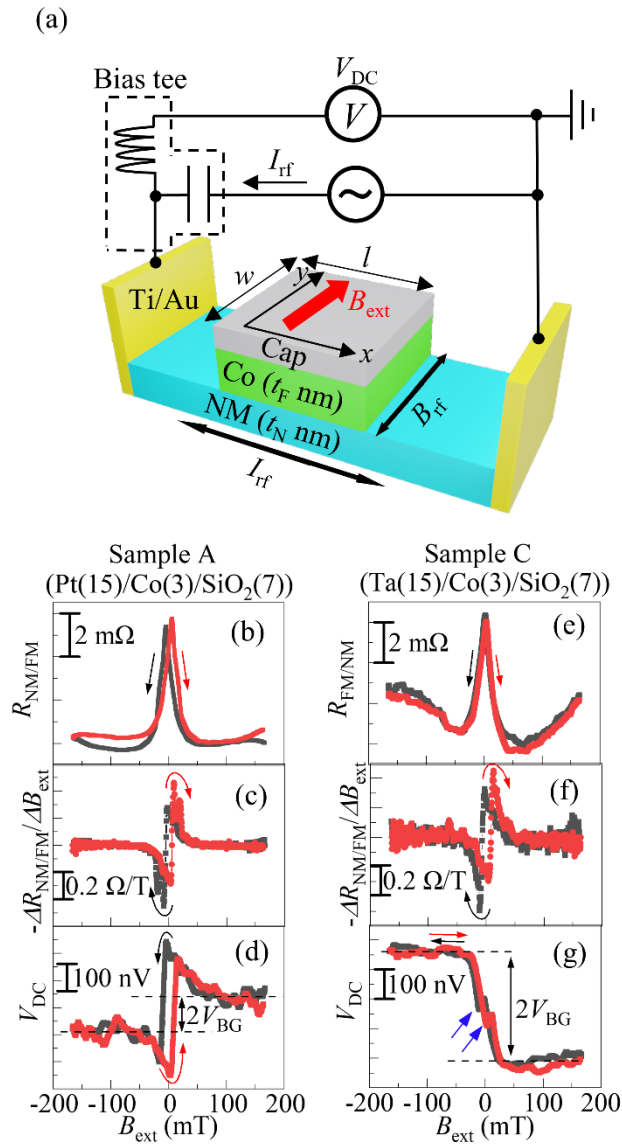 (a)
Bias tee
V_DC
V
I_rf
Ti/Au
w
y
l
B_ext
x
Cap
Co (t_F nm)
NM (t_N nm)
B_rf
I_rf
Sample A
(Pt(15)/Co(3)/SiO₂(7))
Sample C
(Ta(15)/Co(3)/SiO₂(7))
(b)
2 mΩ
R_NM/FM
(e)
2 mΩ
R_FM/NM
(c)
0.2 Ω/T
-ΔR_NM/FM/ΔB_ext
(f)
0.2 Ω/T
-ΔR_NM/FM/ΔB_ext
(d)
100 nV
2V_BG
V_DC
(g)
100 nV
2V_BG
V_DC
-200 -100 0 100 200
B_ext (mT)
-200 -100 0 100 200
B_ext (mT)